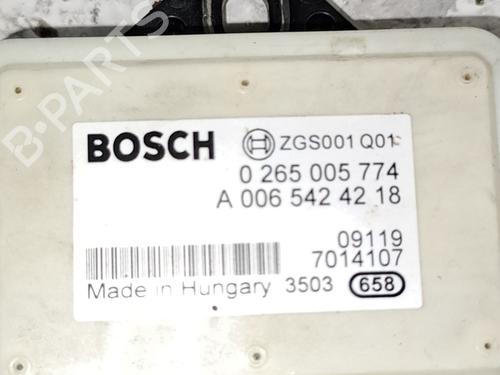 B-PARTS
BOSCH ZGS001 Q01
0 265 005 774
A 006 542 42 18
09119
7014107
Made in Hungary 3503 658